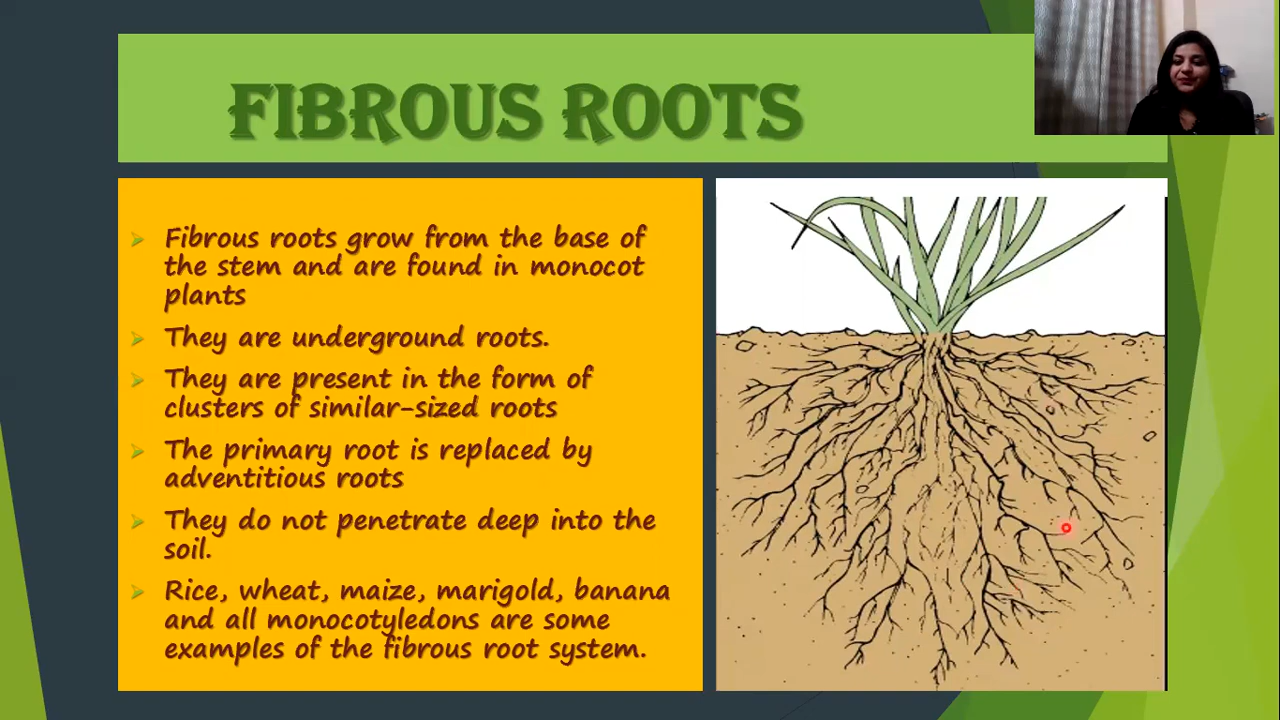 FIBROUS ROOTS
Fibrous roots grow from the base of
the stem and are found in monocot
plants
They are underground roots.
They are present in the form of
clusters of similar-sized roots
The primary root is replaced by
adventitious roots
They do not penetrate deep into the
soil.
Rice, wheat, maize, marigold, banana
and all monocotyledons are some
examples of the fibrous root system.